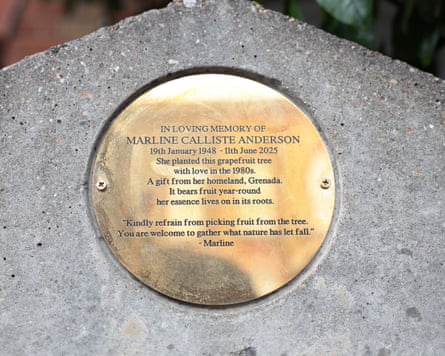 IN LOVING MEMORY OF
MARLINE CALLISTE ANDERSON
19th January 1948 - 11th June 2025
She planted this grapefruit tree
with love in the 1980s.
A gift from her homeland, Grenada.
It bears fruit year-round
her essence lives on in its roots.
"Kindly refrain from picking fruit from the tree.
You are welcome to gather what nature has let fall."
- Marline